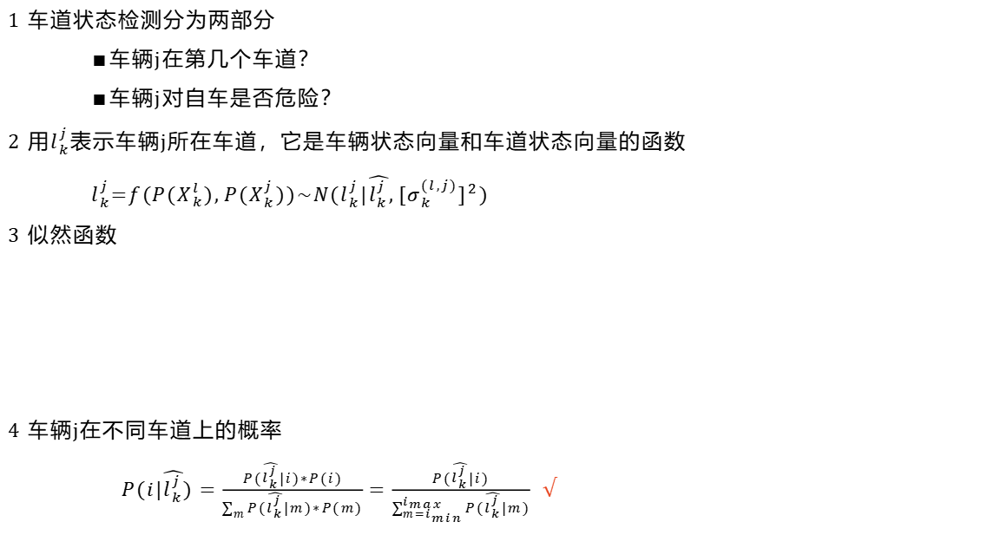 1 车道状态检测分为两部分
■车辆j在第几个车道?
■车辆j对自车是否危险?
2 用$l_k^j$表示车辆j所在车道，它是车辆状态向量和车道状态向量的函数
$l_k^j=f(P(X_k^l),P(X_k^j))\sim N(l_k^j|\widehat{l_k^j},[\sigma_k^{(l,j)}]^2)$
3 似然函数
4 车辆j在不同车道上的概率
$P(i|\widehat{l_k^j})=\frac{P(\widehat{l_k^j}|i)*P(i)}{\sum_m P(\widehat{l_k^j}|m)*P(m)}=\frac{P(\widehat{l_k^j}|i)}{\sum_{m=i_{min}}^{i_{max}} P(\widehat{l_k^j}|m)}$ √